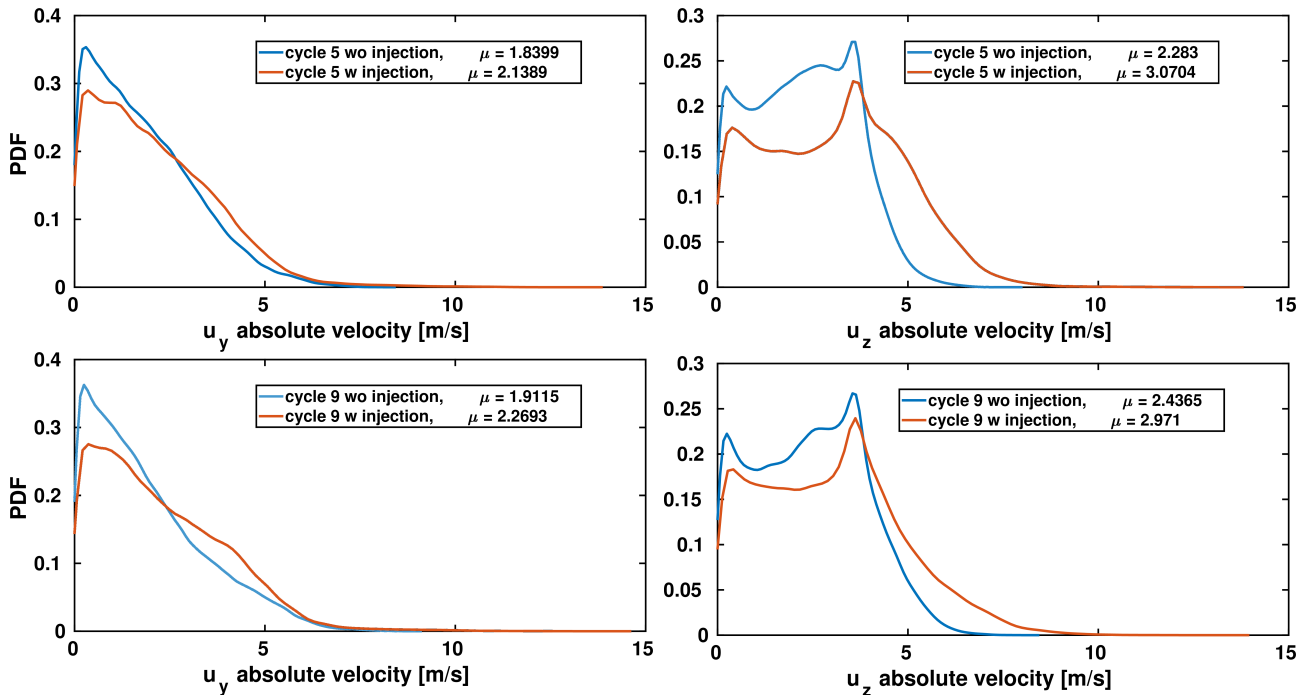 0.4
0.3
0.2
0.1
0
PDF
cycle 5 wo injection, μ = 1.8399
cycle 5 w injection, μ = 2.1389
0 5 10 15
u_y absolute velocity [m/s]
0.3
0.25
0.2
0.15
0.1
0.05
0
cycle 5 wo injection, μ = 2.283
cycle 5 w injection, μ = 3.0704
0 5 10 15
u_z absolute velocity [m/s]
0.4
0.3
0.2
0.1
0
PDF
cycle 9 wo injection, μ = 1.9115
cycle 9 w injection, μ = 2.2693
0 5 10 15
u_y absolute velocity [m/s]
0.3
0.25
0.2
0.15
0.1
0.05
0
cycle 9 wo injection, μ = 2.4365
cycle 9 w injection, μ = 2.971
0 5 10 15
u_z absolute velocity [m/s]